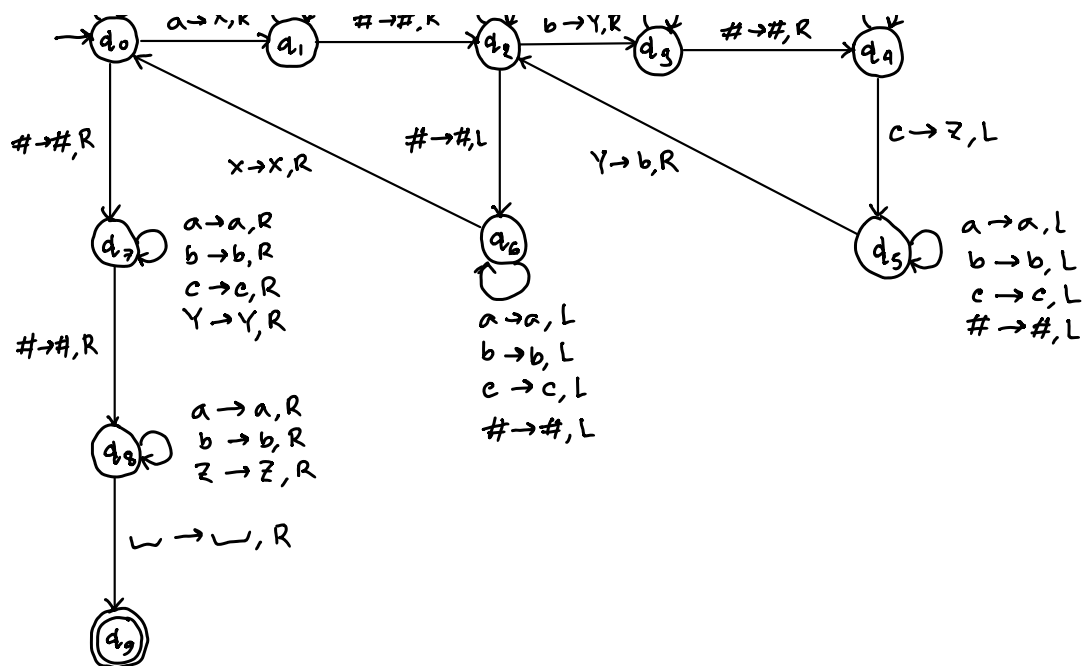 a→X,R
#→#,R
b→Y,R
#→#,R
q0
q1
q2
q3
q4
#→#,R
x→x,R
#→#,L
Y→b,R
c→Z,L
q7
a→a,R
b→b,R
c→c,R
Y→Y,R
q6
a→a,L
b→b,L
c→c,L
#→#,L
q5
a→a,L
b→b,L
c→c,L
#→#,L
#→#,R
q8
a→a,R
b→b,R
Z→Z,R
⌴→⌴,R
q9